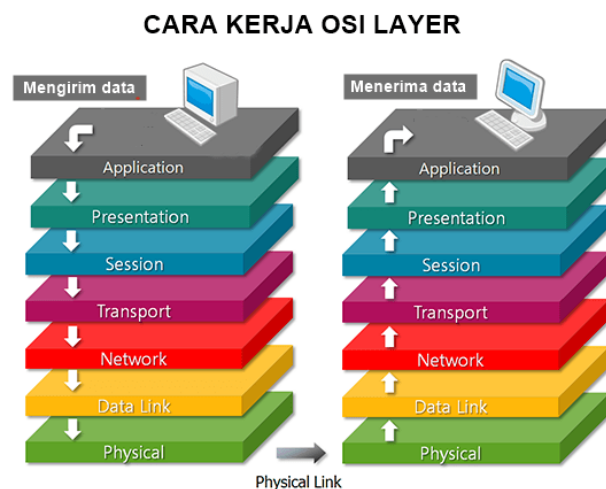 CARA KERJA OSI LAYER
Mengirim data
Application
Presentation
Session
Transport
Network
Data Link
Physical
Menerima data
Application
Presentation
Session
Transport
Network
Data Link
Physical
Physical Link